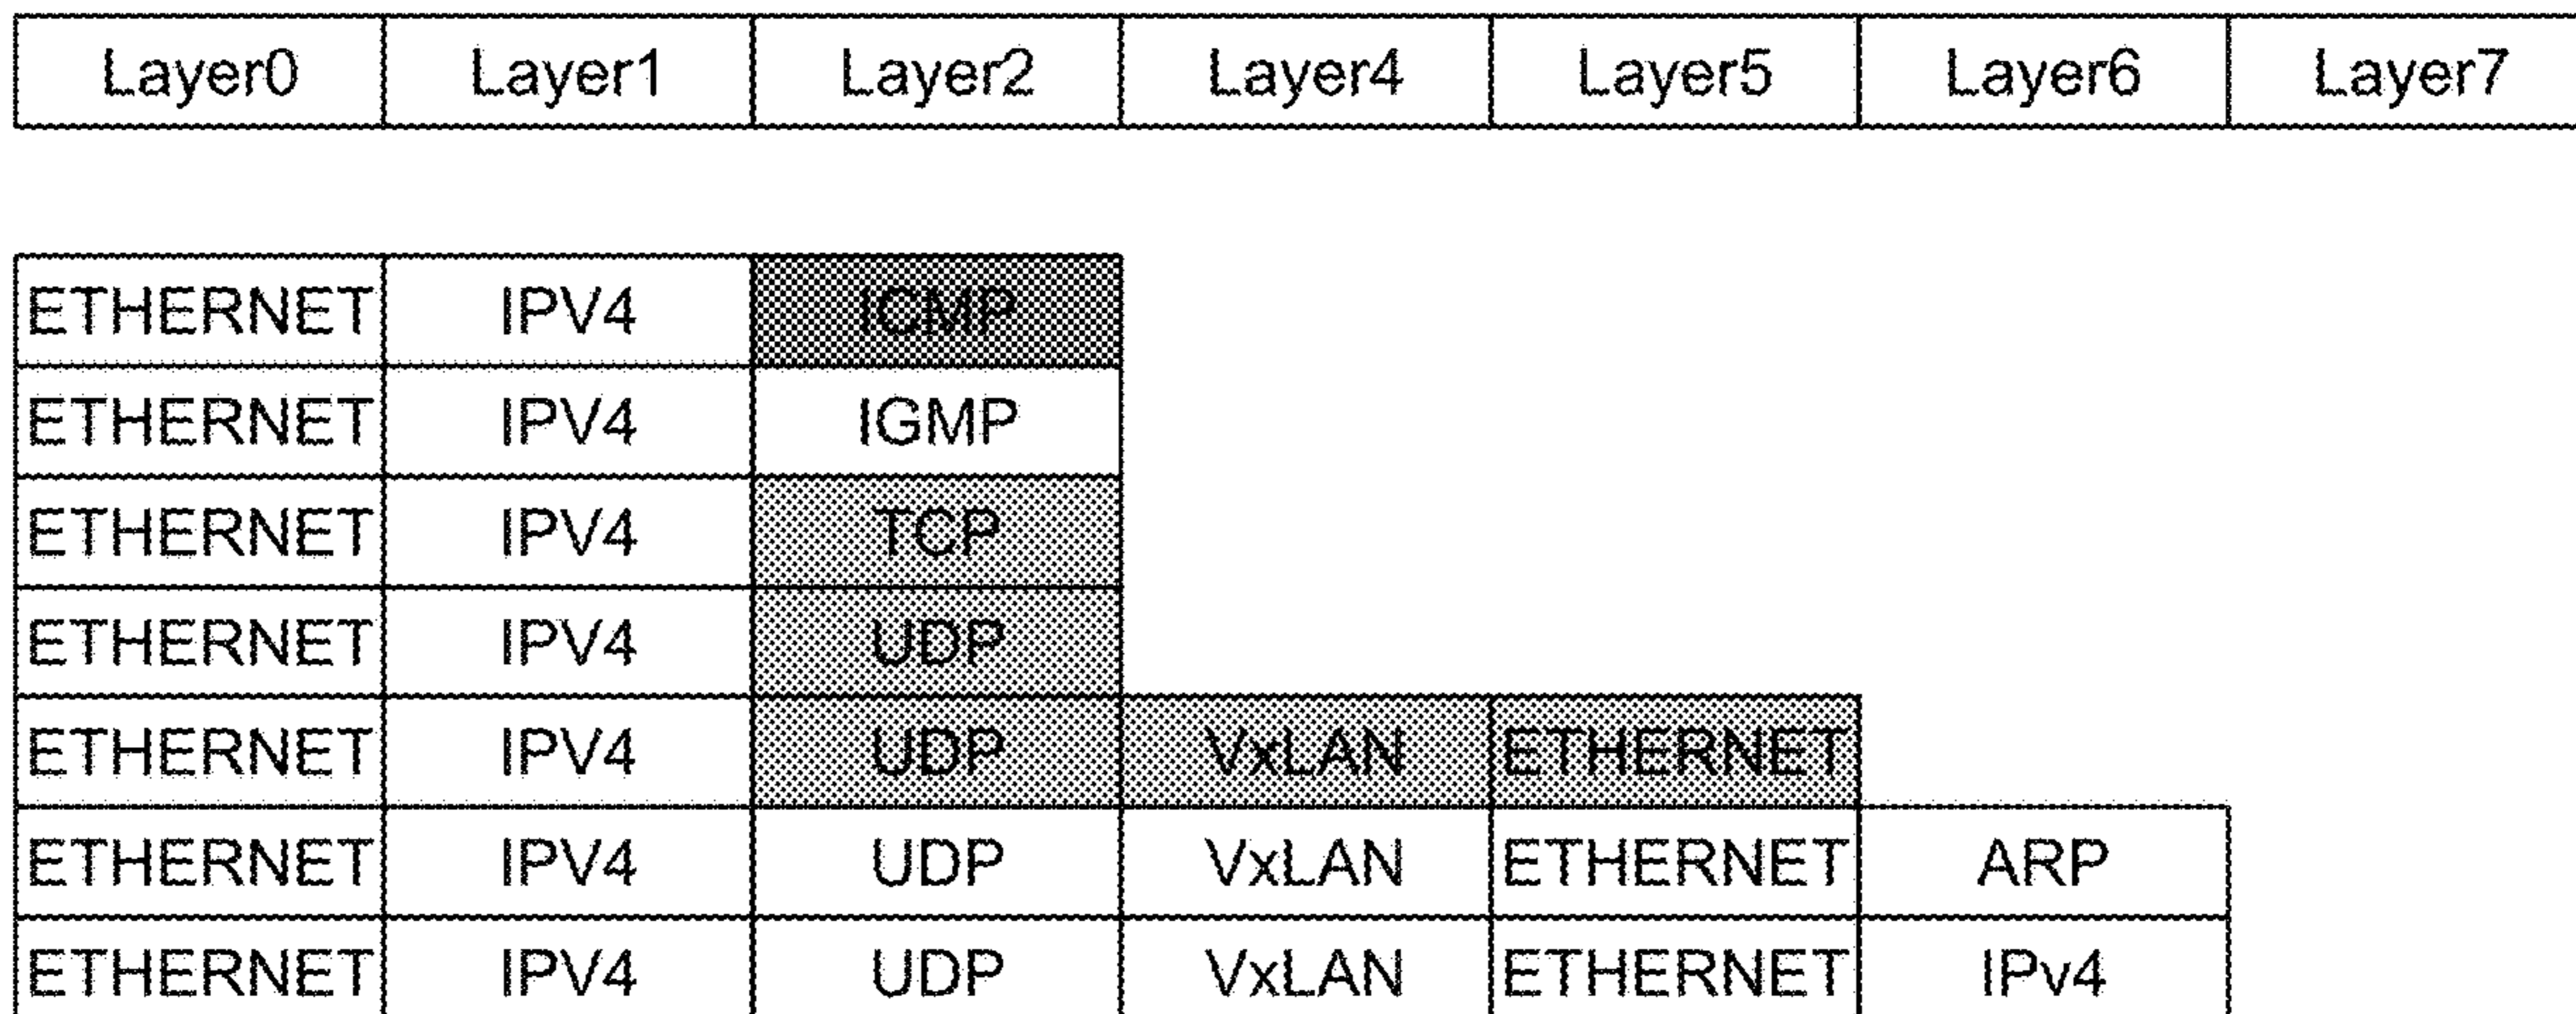 Layer0 Layer1 Layer2 Layer4 Layer5 Layer6 Layer7
ETHERNET IPV4 ICMP
ETHERNET IPV4 IGMP
ETHERNET IPV4 TCP
ETHERNET IPV4 UDP
ETHERNET IPV4 UDP VxLAN ETHERNET
ETHERNET IPV4 UDP VxLAN ETHERNET ARP
ETHERNET IPV4 UDP VxLAN ETHERNET IPv4